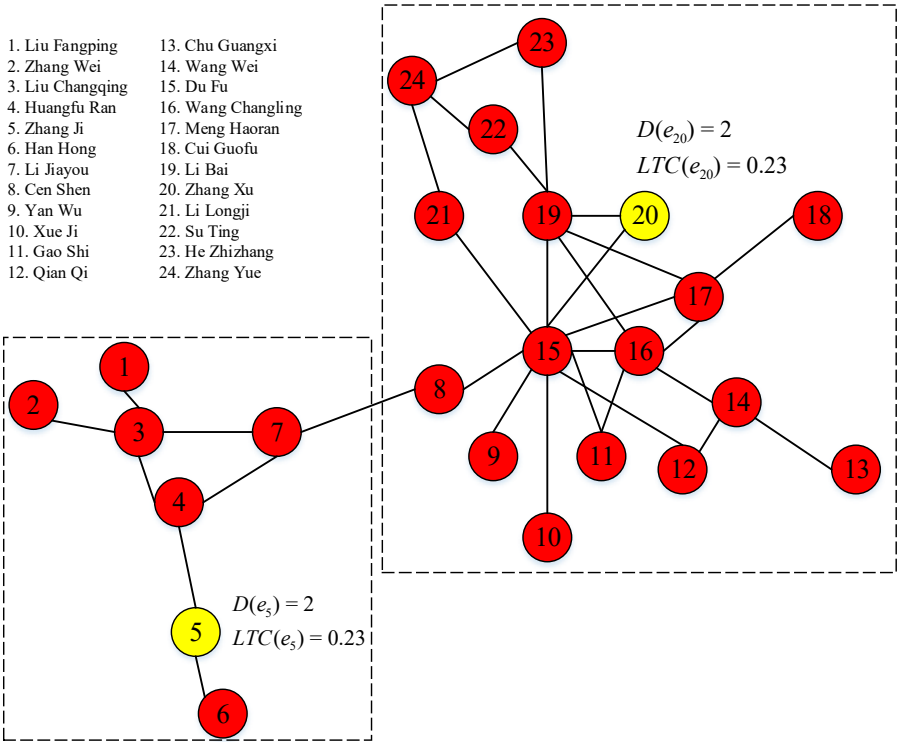 1. Liu Fangping
2. Zhang Wei
3. Liu Changqing
4. Huangfu Ran
5. Zhang Ji
6. Han Hong
7. Li Jiayou
8. Cen Shen
9. Yan Wu
10. Xue Ji
11. Gao Shi
12. Qian Qi
13. Chu Guangxi
14. Wang Wei
15. Du Fu
16. Wang Changling
17. Meng Haoran
18. Cui Guofu
19. Li Bai
20. Zhang Xu
21. Li Longji
22. Su Ting
23. He Zhizhang
24. Zhang Yue
23
24
22
D(e₂₀) = 2
LTC(e₂₀) = 0.23
21
19
20
18
17
15
16
1
8
2
14
3
7
9
11
12
13
4
10
D(e₅) = 2
5
LTC(e₅) = 0.23
6